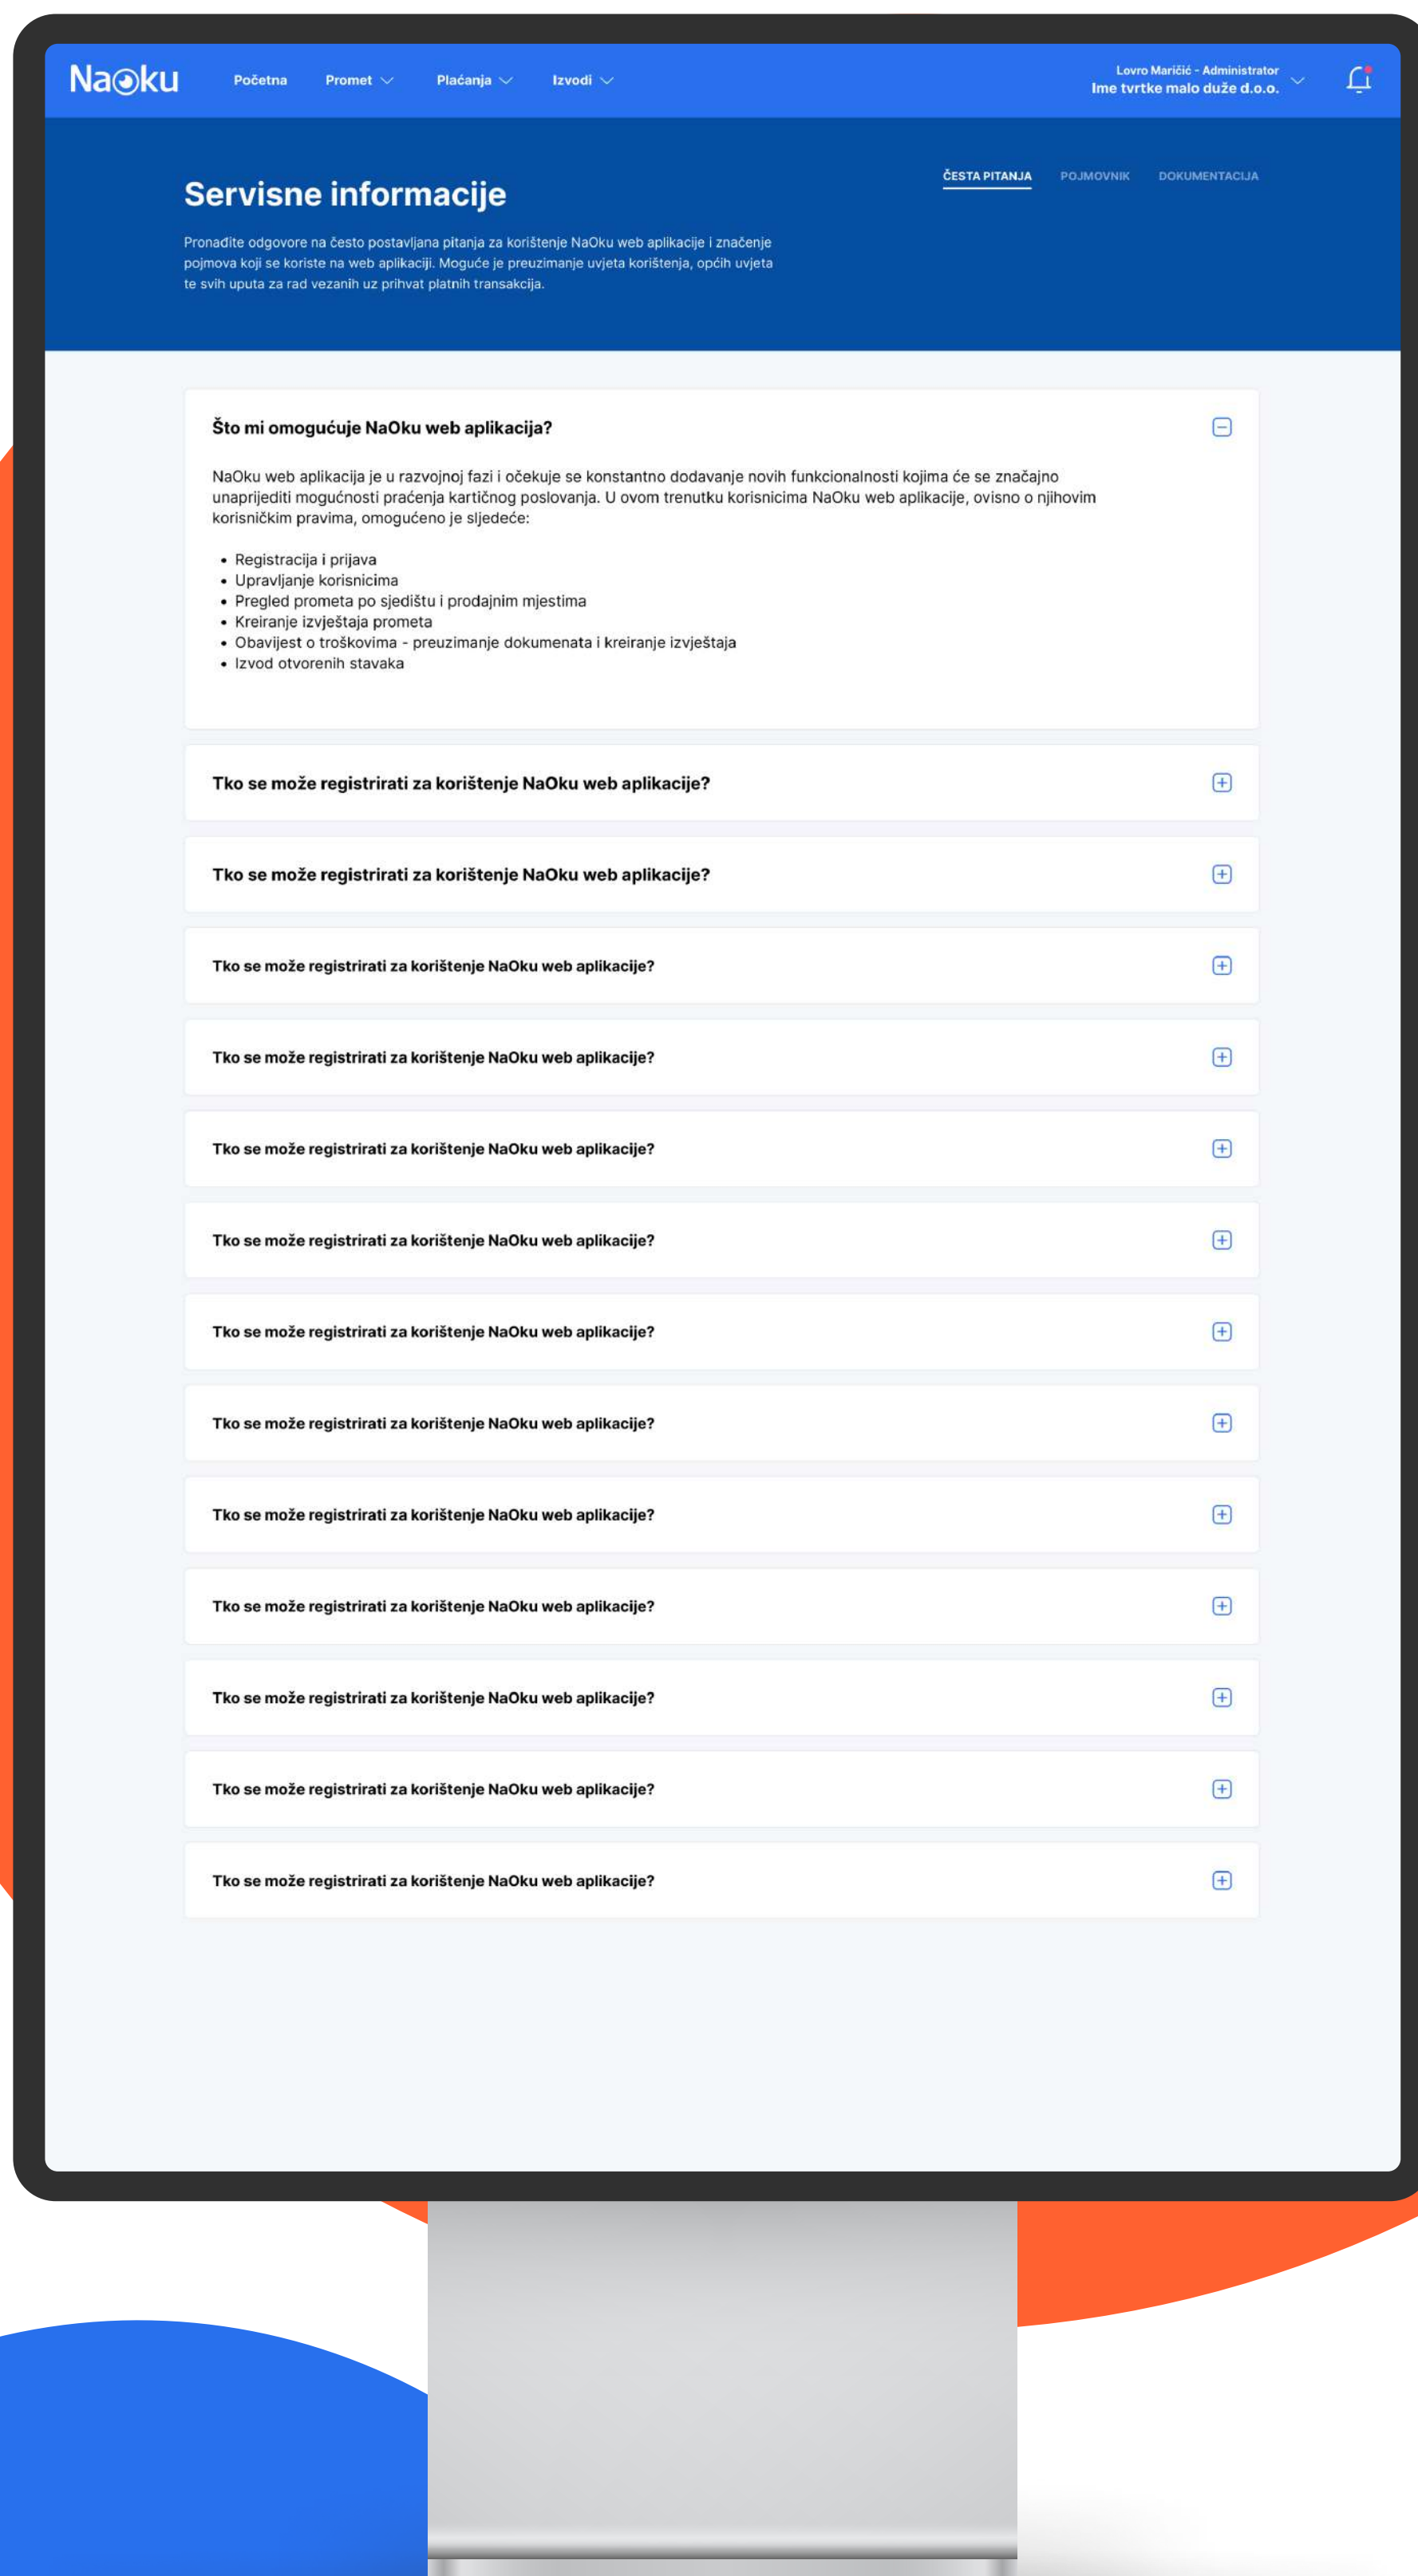 NaOku
Početna
Promet
Plaćanja
Izvodi
Lovro Maričić - Administrator
Ime tvrtke malo duže d.o.o.
Servisne informacije
ČESTA PITANJA
POJMOVNIK
DOKUMENTACIJA
Pronađite odgovore na često postavljana pitanja za korištenje NaOku web aplikacije i značenje
pojmova koji se koriste na web aplikaciji. Moguće je preuzimanje uvjeta korištenja, općih uvjeta
te svih uputa za rad vezanih uz prihvat platnih transakcija.
Što mi omogućuje NaOku web aplikacija?
NaOku web aplikacija je u razvojnoj fazi i očekuje se konstantno dodavanje novih funkcionalnosti kojima će se značajno
unaprijediti mogućnosti praćenja kartičnog poslovanja. U ovom trenutku korisnicima NaOku web aplikacije, ovisno o njihovim
korisničkim pravima, omogućeno je sljedeće:
• Registracija i prijava
• Upravljanje korisnicima
• Pregled prometa po sjedištu i prodajnim mjestima
• Kreiranje izvještaja prometa
• Obavijest o troškovima - preuzimanje dokumenata i kreiranje izvještaja
• Izvod otvorenih stavaka
Tko se može registrirati za korištenje NaOku web aplikacije?
Tko se može registrirati za korištenje NaOku web aplikacije?
Tko se može registrirati za korištenje NaOku web aplikacije?
Tko se može registrirati za korištenje NaOku web aplikacije?
Tko se može registrirati za korištenje NaOku web aplikacije?
Tko se može registrirati za korištenje NaOku web aplikacije?
Tko se može registrirati za korištenje NaOku web aplikacije?
Tko se može registrirati za korištenje NaOku web aplikacije?
Tko se može registrirati za korištenje NaOku web aplikacije?
Tko se može registrirati za korištenje NaOku web aplikacije?
Tko se može registrirati za korištenje NaOku web aplikacije?
Tko se može registrirati za korištenje NaOku web aplikacije?
Tko se može registrirati za korištenje NaOku web aplikacije?